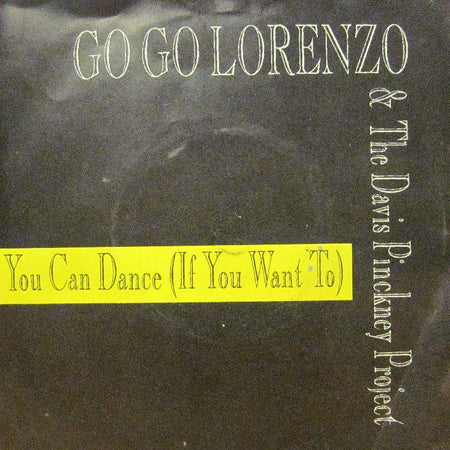 GO GO LORENZO
& The Davis Pinckney Project
You Can Dance (If You Want To)